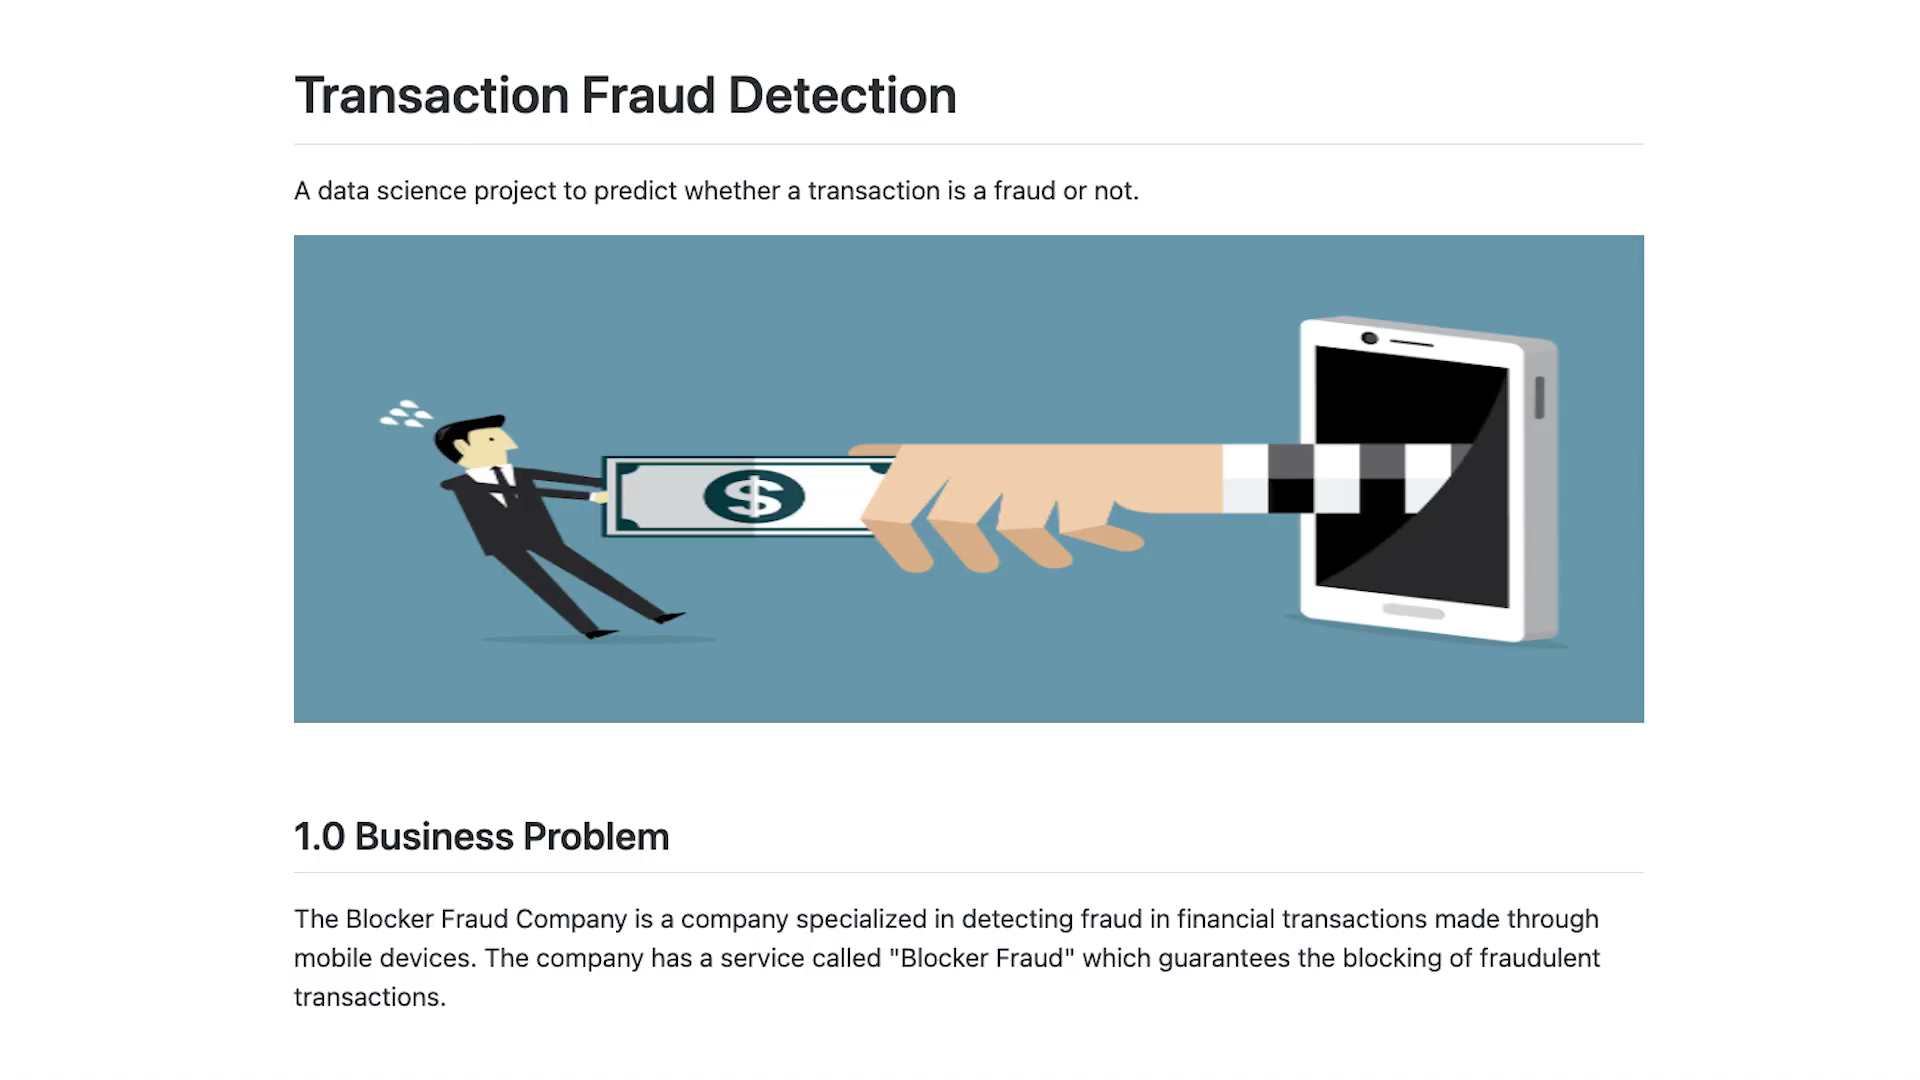 Transaction Fraud Detection
A data science project to predict whether a transaction is a fraud or not.
$
1.0 Business Problem
The Blocker Fraud Company is a company specialized in detecting fraud in financial transactions made through
mobile devices. The company has a service called "Blocker Fraud" which guarantees the blocking of fraudulent
transactions.